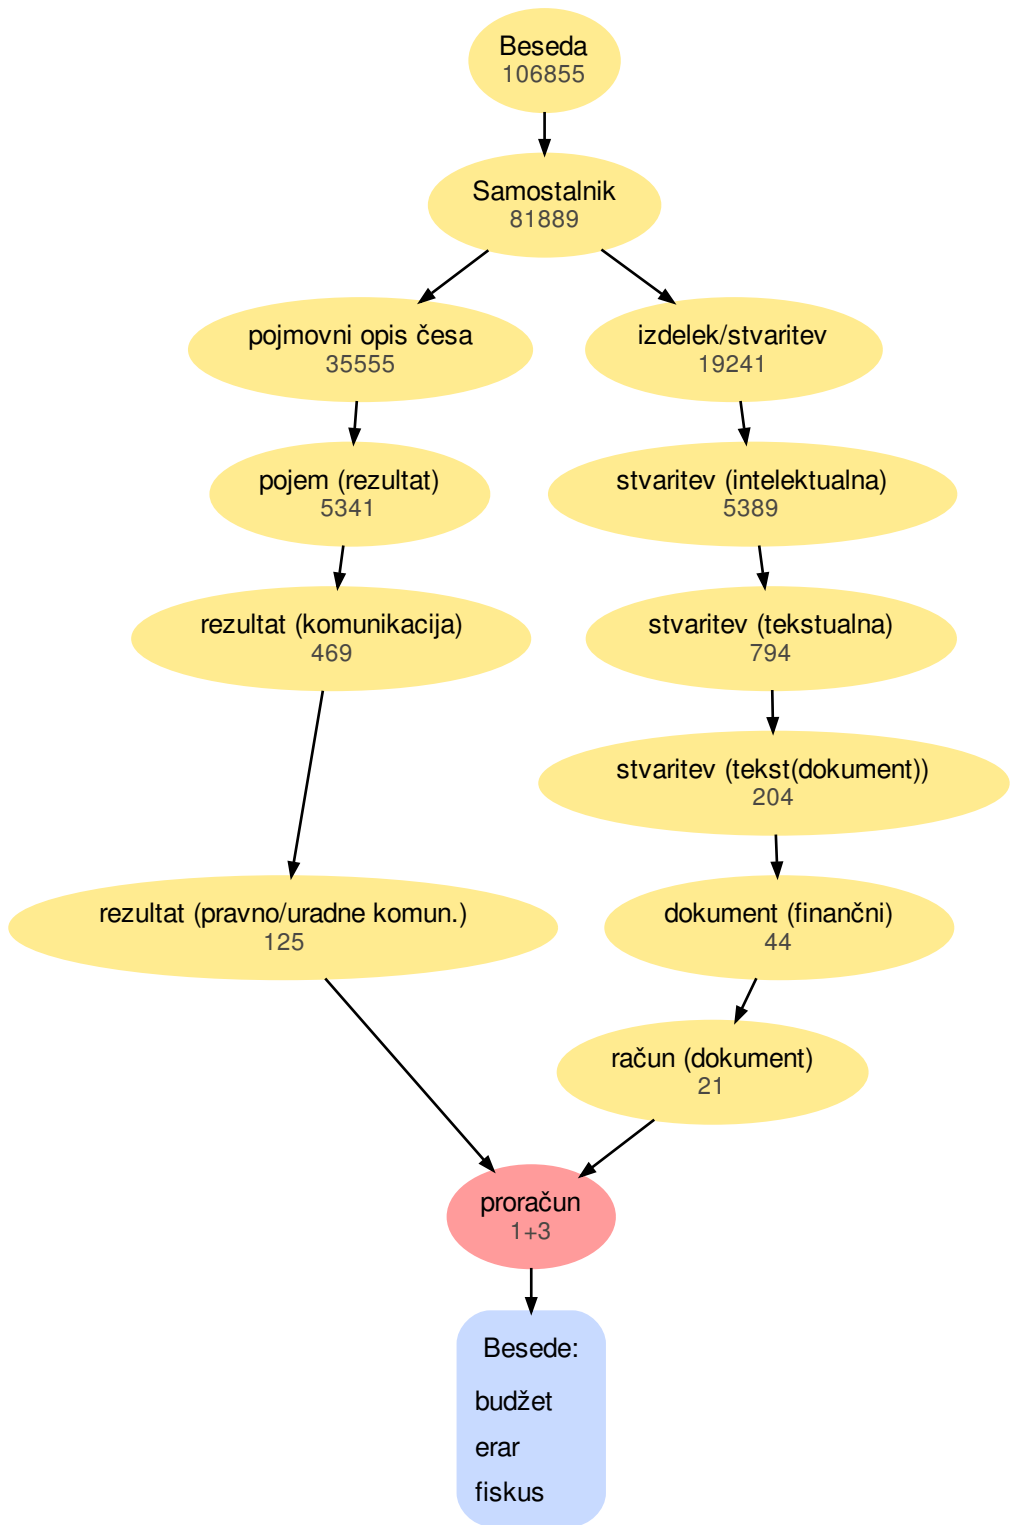 Beseda
106855
Samostalnik
81889
pojmovni opis česa
35555
izdelek/stvaritev
19241
pojem (rezultat)
5341
stvaritev (intelektualna)
5389
rezultat (komunikacija)
469
stvaritev (tekstualna)
794
stvaritev (tekst(dokument))
204
rezultat (pravno/uradne komun.)
125
dokument (finančni)
44
račun (dokument)
21
proračun
1+3
Besede:
budžet
erar
fiskus